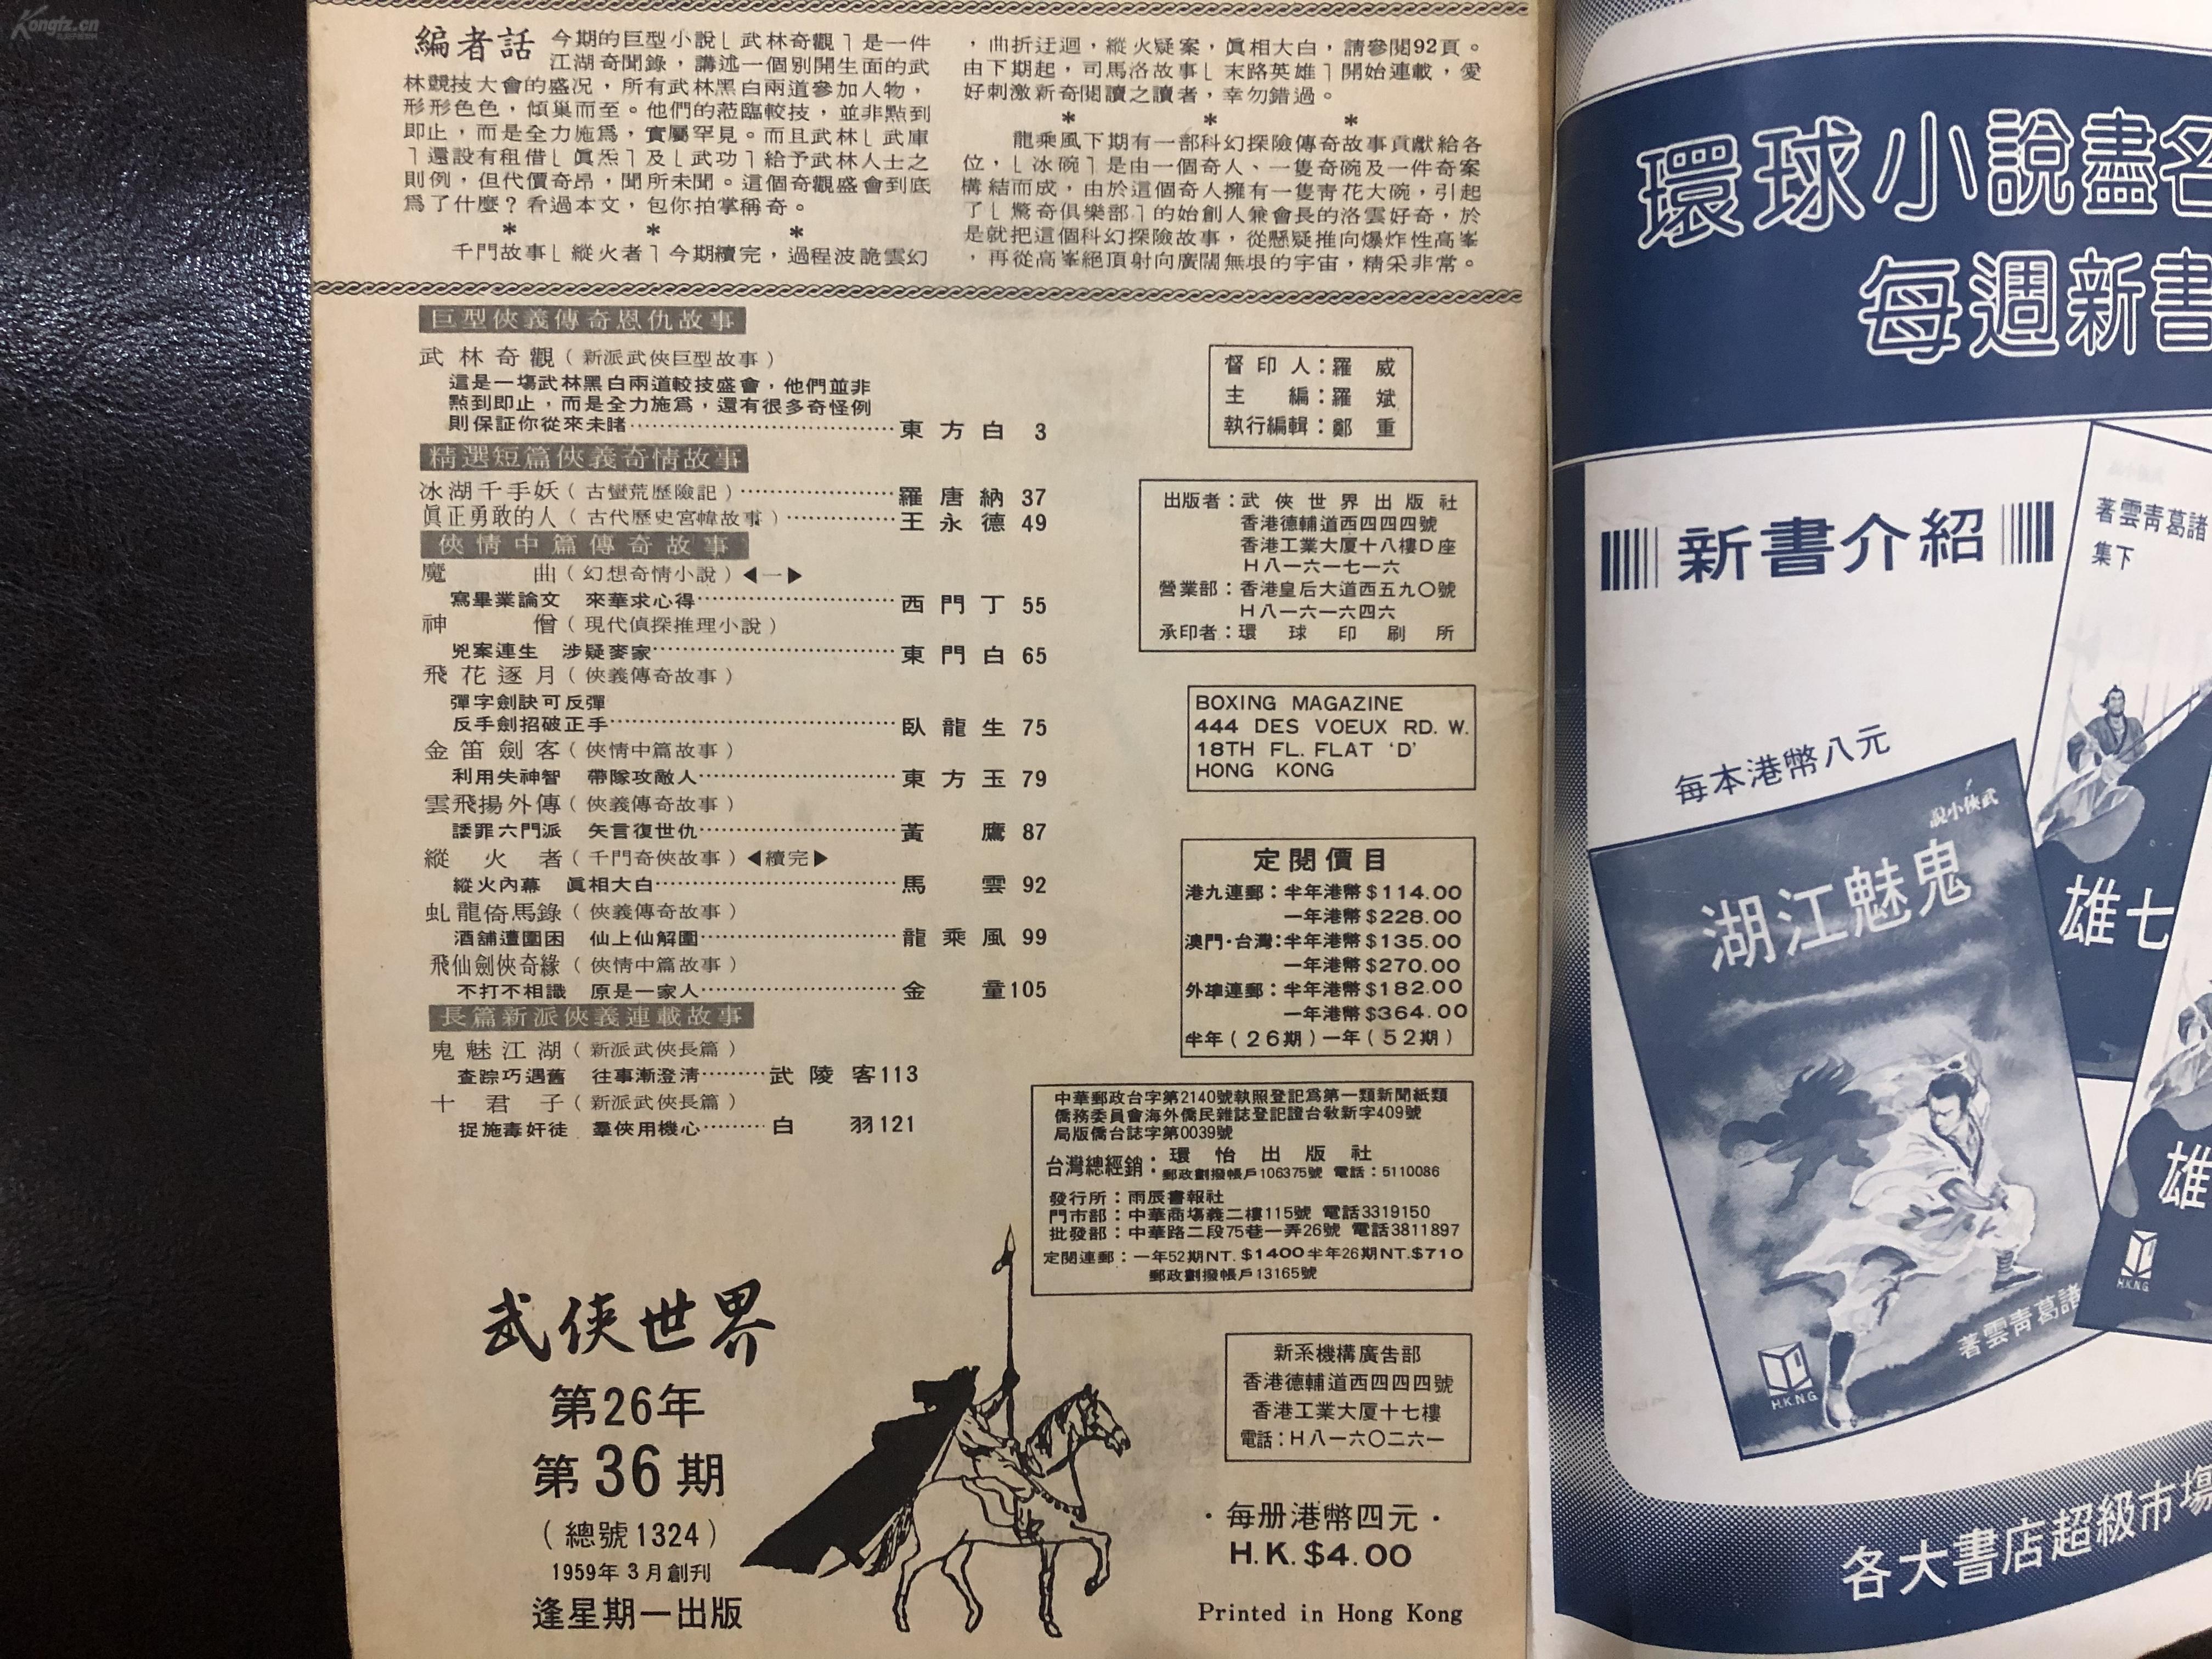 Kongfz.cn
編者話
今期的巨型小說﹂武林奇觀﹁是一件
江湖奇聞錄，講述一個別開生面的武
林競技大會的盛況，所有武林黑白兩道參加人物，
形形色色，傾巢而至。他們的蒞臨較技，並非點到
即止，而是全力施爲，實屬罕見。而且武林﹂武庫
﹁還設有租借﹂眞炁﹁及﹂武功﹁給予武林人士之
則例，但代價奇昂，聞所未聞。這個奇觀盛會到底
爲了什麼？看過本文，包你拍掌稱奇。
* * *
千門故事﹂縱火者﹁今期續完，過程波詭雲幻
，曲折迂迴，縱火疑案，眞相大白，請參閱92頁。
由下期起，司馬洛故事﹂末路英雄﹁開始連載，愛
好刺激新奇閱讀之讀者，幸勿錯過。
* * *
龍乘風下期有一部科幻探險傳奇故事貢獻給各
位，﹂冰碗﹁是由一個奇人、一隻奇碗及一件奇案
構結而成，由於這個奇人擁有一隻靑花大碗，引起
了﹂驚奇俱樂部﹁的始創人兼會長的洛雲好奇，於
是就把這個科幻探險故事，從懸疑推向爆炸性高峯
，再從高峯絕頂射向廣闊無垠的宇宙，精采非常。
巨型俠義傳奇恩仇故事
武林奇觀（新派武俠巨型故事）
這是一場武林黑白兩道較技盛會，他們並非
點到即止，而是全力施爲，還有很多奇怪例
則保証你從來未睹……東方白 3
精選短篇俠義奇情故事
冰湖千手妖（古蠻荒歷險記）……羅唐納 37
眞正勇敢的人（古代歷史宮幃故事）……王永德 49
俠情中篇傳奇故事
魔曲（幻想奇情小說）◀一▶
寫畢業論文 來華求心得……西門丁 55
神僧（現代偵探推理小說）
兇案連生 涉疑麥家……東門白 65
飛花逐月（俠義傳奇故事）
彈字劍訣可反彈
反手劍招破正手……臥龍生 75
金笛劍客（俠情中篇故事）
利用失神智 帶隊攻敵人……東方玉 79
雲飛揚外傳（俠義傳奇故事）
諉罪六門派 矢言復世仇……黃鷹 87
縱火者（千門奇俠故事）◀續完▶
縱火內幕 眞相大白……馬雲 92
虬龍倚馬錄（俠義傳奇故事）
酒舖遭圍困 仙上仙解圍……龍乘風 99
飛仙劍俠奇緣（俠情中篇故事）
不打不相識 原是一家人……金童 105
長篇新派俠義連載故事
鬼魅江湖（新派武俠長篇）
查踪巧遇舊 往事漸澄淸……武陵客 113
十君子（新派武俠長篇）
捉施毒奸徒 羣俠用機心……白羽 121
武俠世界
第26年
第36期
（總號1324）
1959年3月創刊
逢星期一出版
督印人：羅威
主編：羅斌
執行編輯：鄭重
出版者：武俠世界出版社
香港德輔道西四四四號
香港工業大厦十八樓D座
H八一六一七一六
營業部：香港皇后大道西五九〇號
H八一六一六四六
承印者：環球印刷所
BOXING MAGAZINE
444 DES VOEUX RD. W.
18TH FL. FLAT ‘D’
HONG KONG
定閱價目
港九連郵：半年港幣$114.00
一年港幣$228.00
澳門·台灣：半年港幣$135.00
一年港幣$270.00
外埠連郵：半年港幣$182.00
一年港幣$364.00
半年（26期）一年（52期）
中華郵政台字第2140號執照登記爲第一類新聞紙類
僑務委員會海外僑民雜誌登記證台敎新字409號
局版僑台誌字第0039號
台灣總經銷：環怡出版社
郵政劃撥帳戶106375號 電話：5110086
發行所：雨辰書報社
門市部：中華商塲義二樓115號 電話3319150
批發部：中華路二段75巷一弄26號 電話3811897
定閱連郵：一年52期NT.$1400半年26期NT.$710
郵政劃撥帳戶13165號
新系機構廣告部
香港德輔道西四四四號
香港工業大厦十七樓
電話：H八一六〇二六一
·每册港幣四元·
H.K.$4.00
Printed in Hong Kong
環球小說盡名
每週新書
新書介紹
每本港幣八元
諸葛靑雲著
下集
七雄
武俠小說
鬼魅江湖
諸葛靑雲著
H.K.N.G.
雄
H.K.N.G.
各大書店超級市場